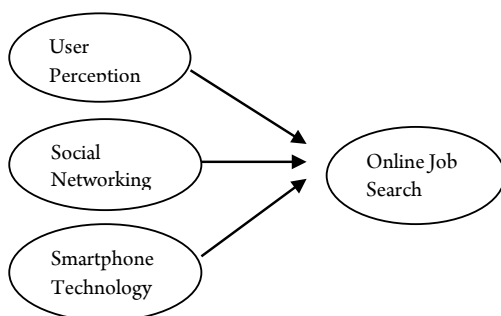 User
Perception
Social
Networking
Smartphone
Technology
Online Job
Search